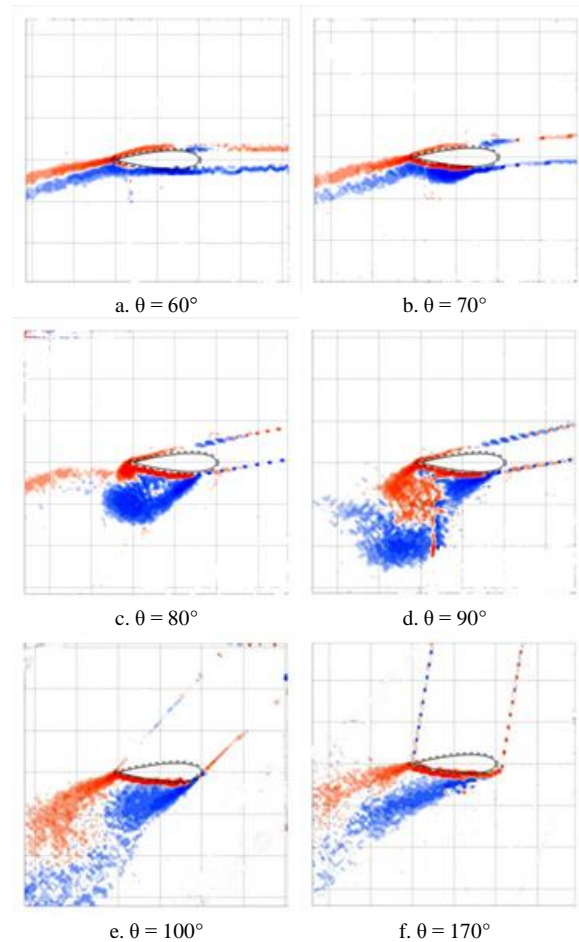 a. θ = 60°
b. θ = 70°
c. θ = 80°
d. θ = 90°
e. θ = 100°
f. θ = 170°